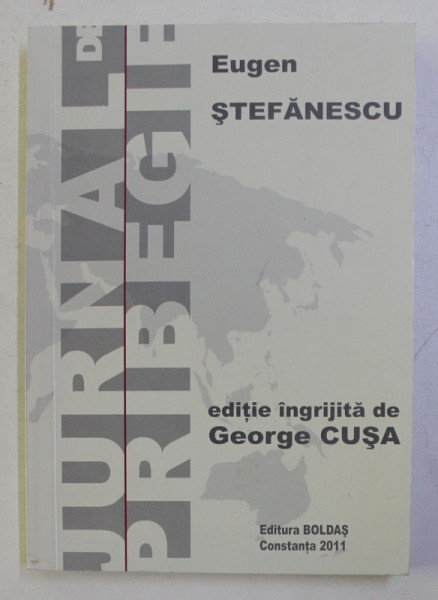 JURNAL DE
PRIBEGIE
Eugen
ŞTEFĂNESCU
ediţie îngrijită de
George CUŞA
Editura BOLDAŞ
Constanţa 2011